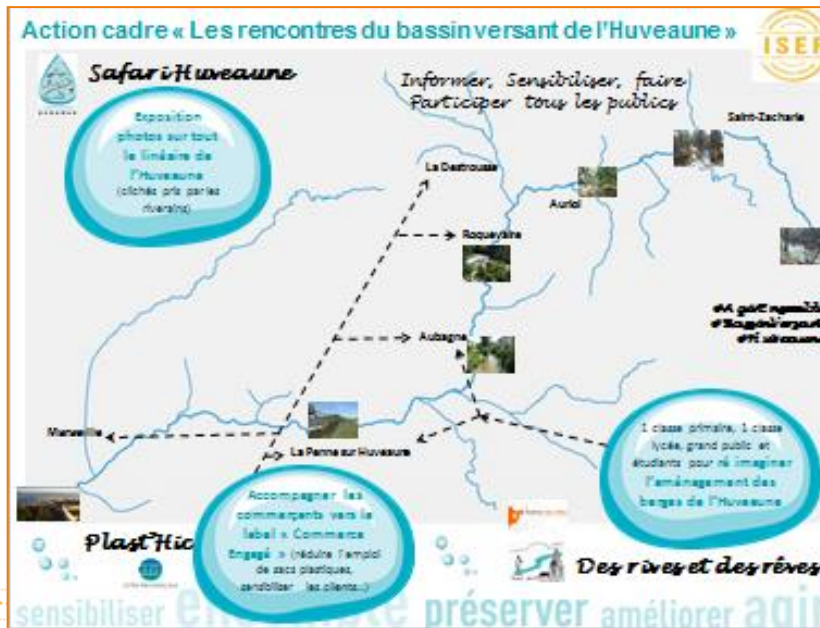 Action cadre « Les rencontres du bassin versant de l'Huveaune »
ISEF
Safari Huveaune
Informer, Sensibiliser, faire
Participer tous les publics
Exposition
photos sur tout
le linéaire de
l'Huveaune
(clichés pris par les
riverains)
Saint-Zacharie
La Destrousse
Auriol
Roquevaire
Aubagne
Marseille
La Penne sur Huveaune
1 classe primaire, 1 classe
lycée, grand public et
étudiants pour ré imaginer
l'aménagement des
berges de l'Huveaune
Accompagner les
commerçants vers le
label « Commerce
Engagé » (réduire l'emploi
de sacs plastiques,
sensibiliser les clients...)
Plast'Hic
Des rives et des rêves
sensibiliser ensemble préserver améliorer agir